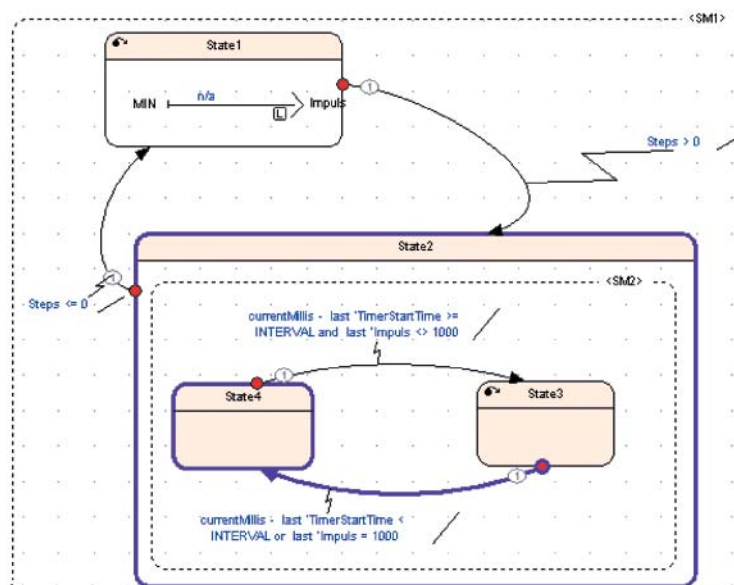 <SM1>
State1
MIN
n/a
L
Impuls
1
Steps > 0
State2
1
Steps <= 0
<SM2>
currentMillis - last 'TimerStartTime >=
INTERVAL and last 'Impuls <> 1000
1
State4
State3
1
currentMillis - last 'TimerStartTime <
INTERVAL or last 'Impuls = 1000